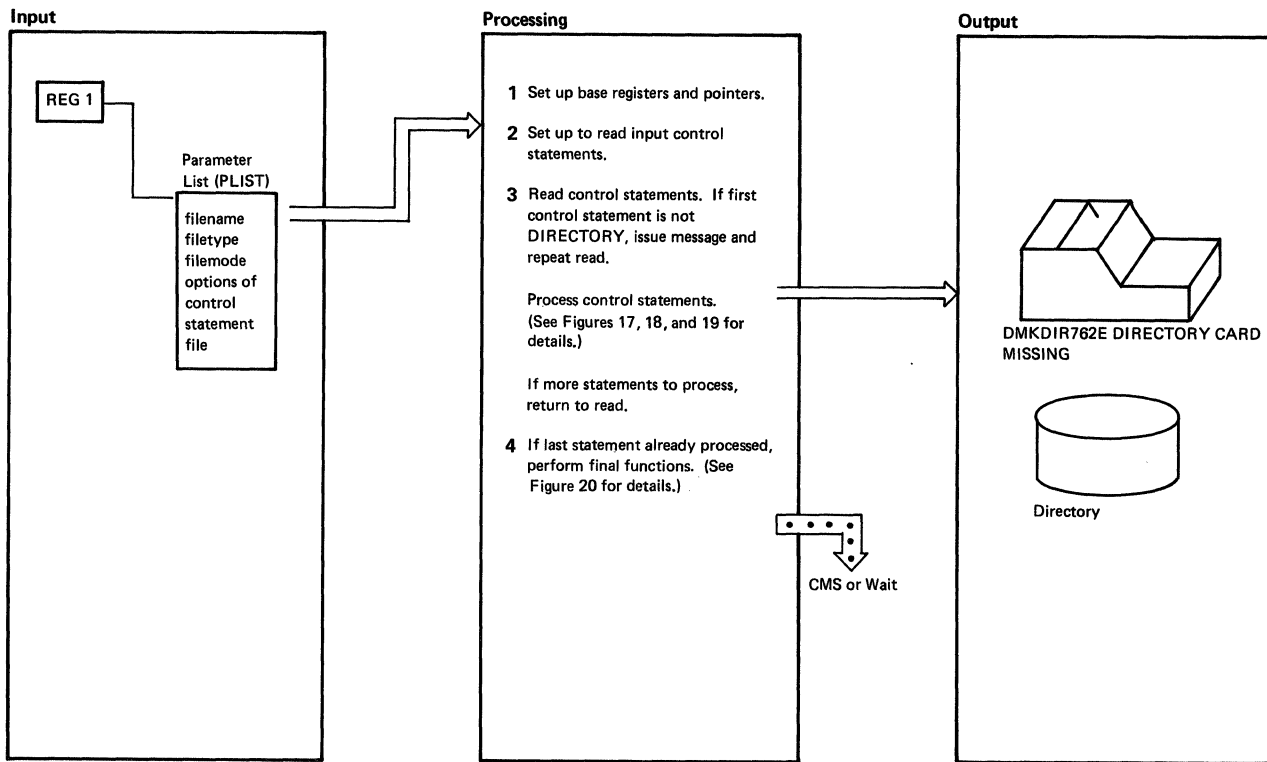 Input
REG 1
Parameter
List (PLIST)
filename
filetype
filemode
options of
control
statement
file
Processing
1 Set up base registers and pointers.
2 Set up to read input control
statements.
3 Read control statements. If first
control statement is not
DIRECTORY, issue message and
repeat read.
Process control statements.
(See Figures 17, 18, and 19 for
details.)
If more statements to process,
return to read.
4 If last statement already processed,
perform final functions. (See
Figure 20 for details.)
CMS or Wait
Output
DMKDIR762E DIRECTORY CARD
MISSING
Directory